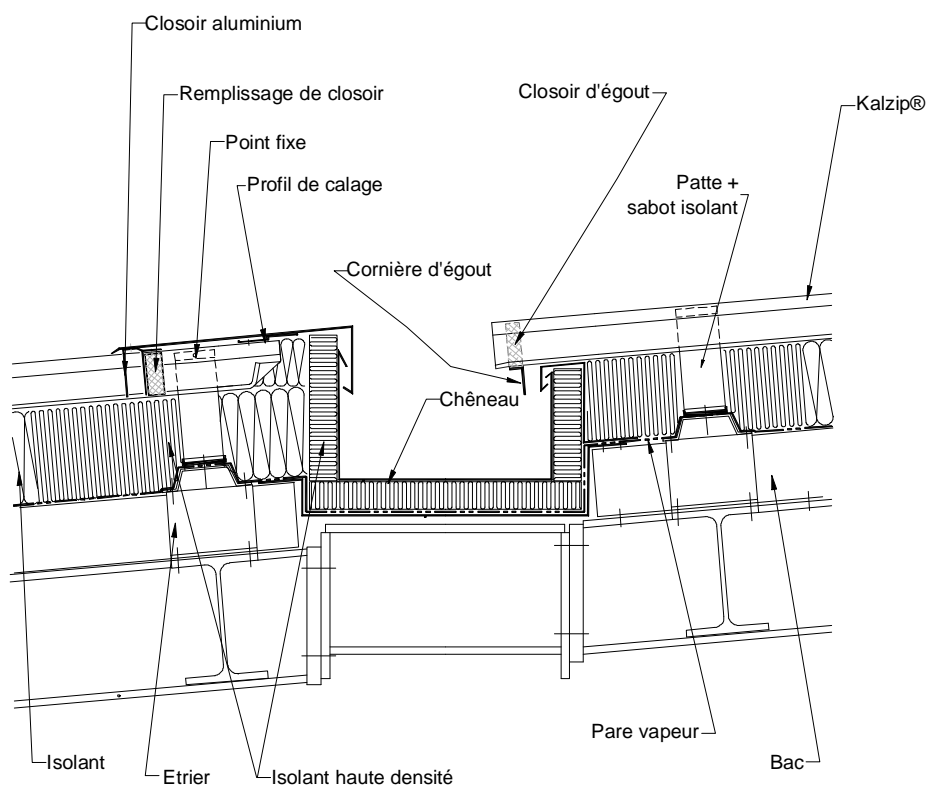 Closoir aluminium
Remplissage de closoir
Closoir d'égout
Kalzip®
Point fixe
Profil de calage
Patte +
sabot isolant
Cornière d'égout
Chêneau
Pare vapeur
Isolant
Etrier
Isolant haute densité
Bac